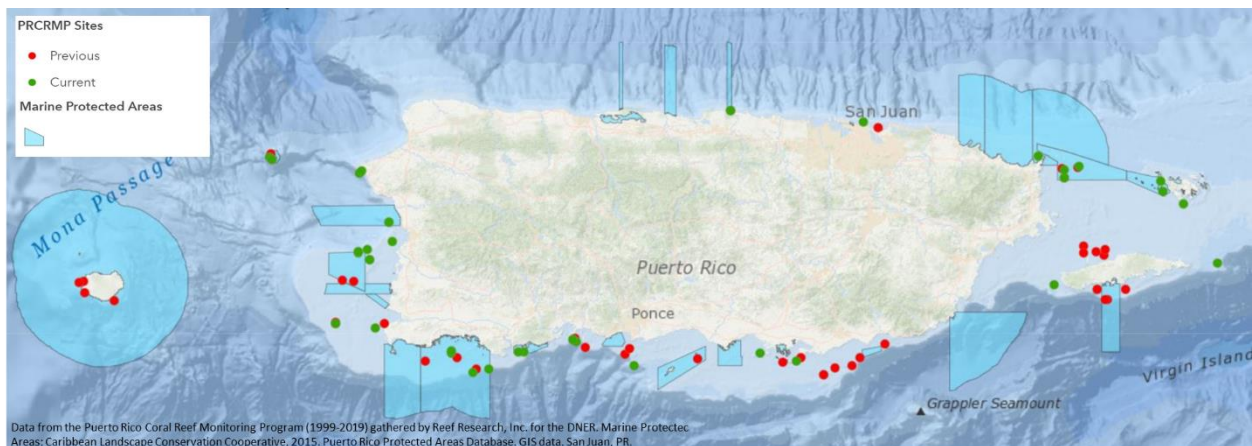 PRCRMP Sites
Previous
Current
Marine Protected Areas
San Juan
Mona Passage
Puerto Rico
Ponce
Virgin Island
Grappler Seamount
Data from the Puerto Rico Coral Reef Monitoring Program (1999-2019) gathered by Reef Research, Inc. for the DNER. Marine Protectec
Areas: Caribbean Landscape Conservation Cooperative. 2015. Puerto Rico Protected Areas Database. GIS data. San Juan, PR.